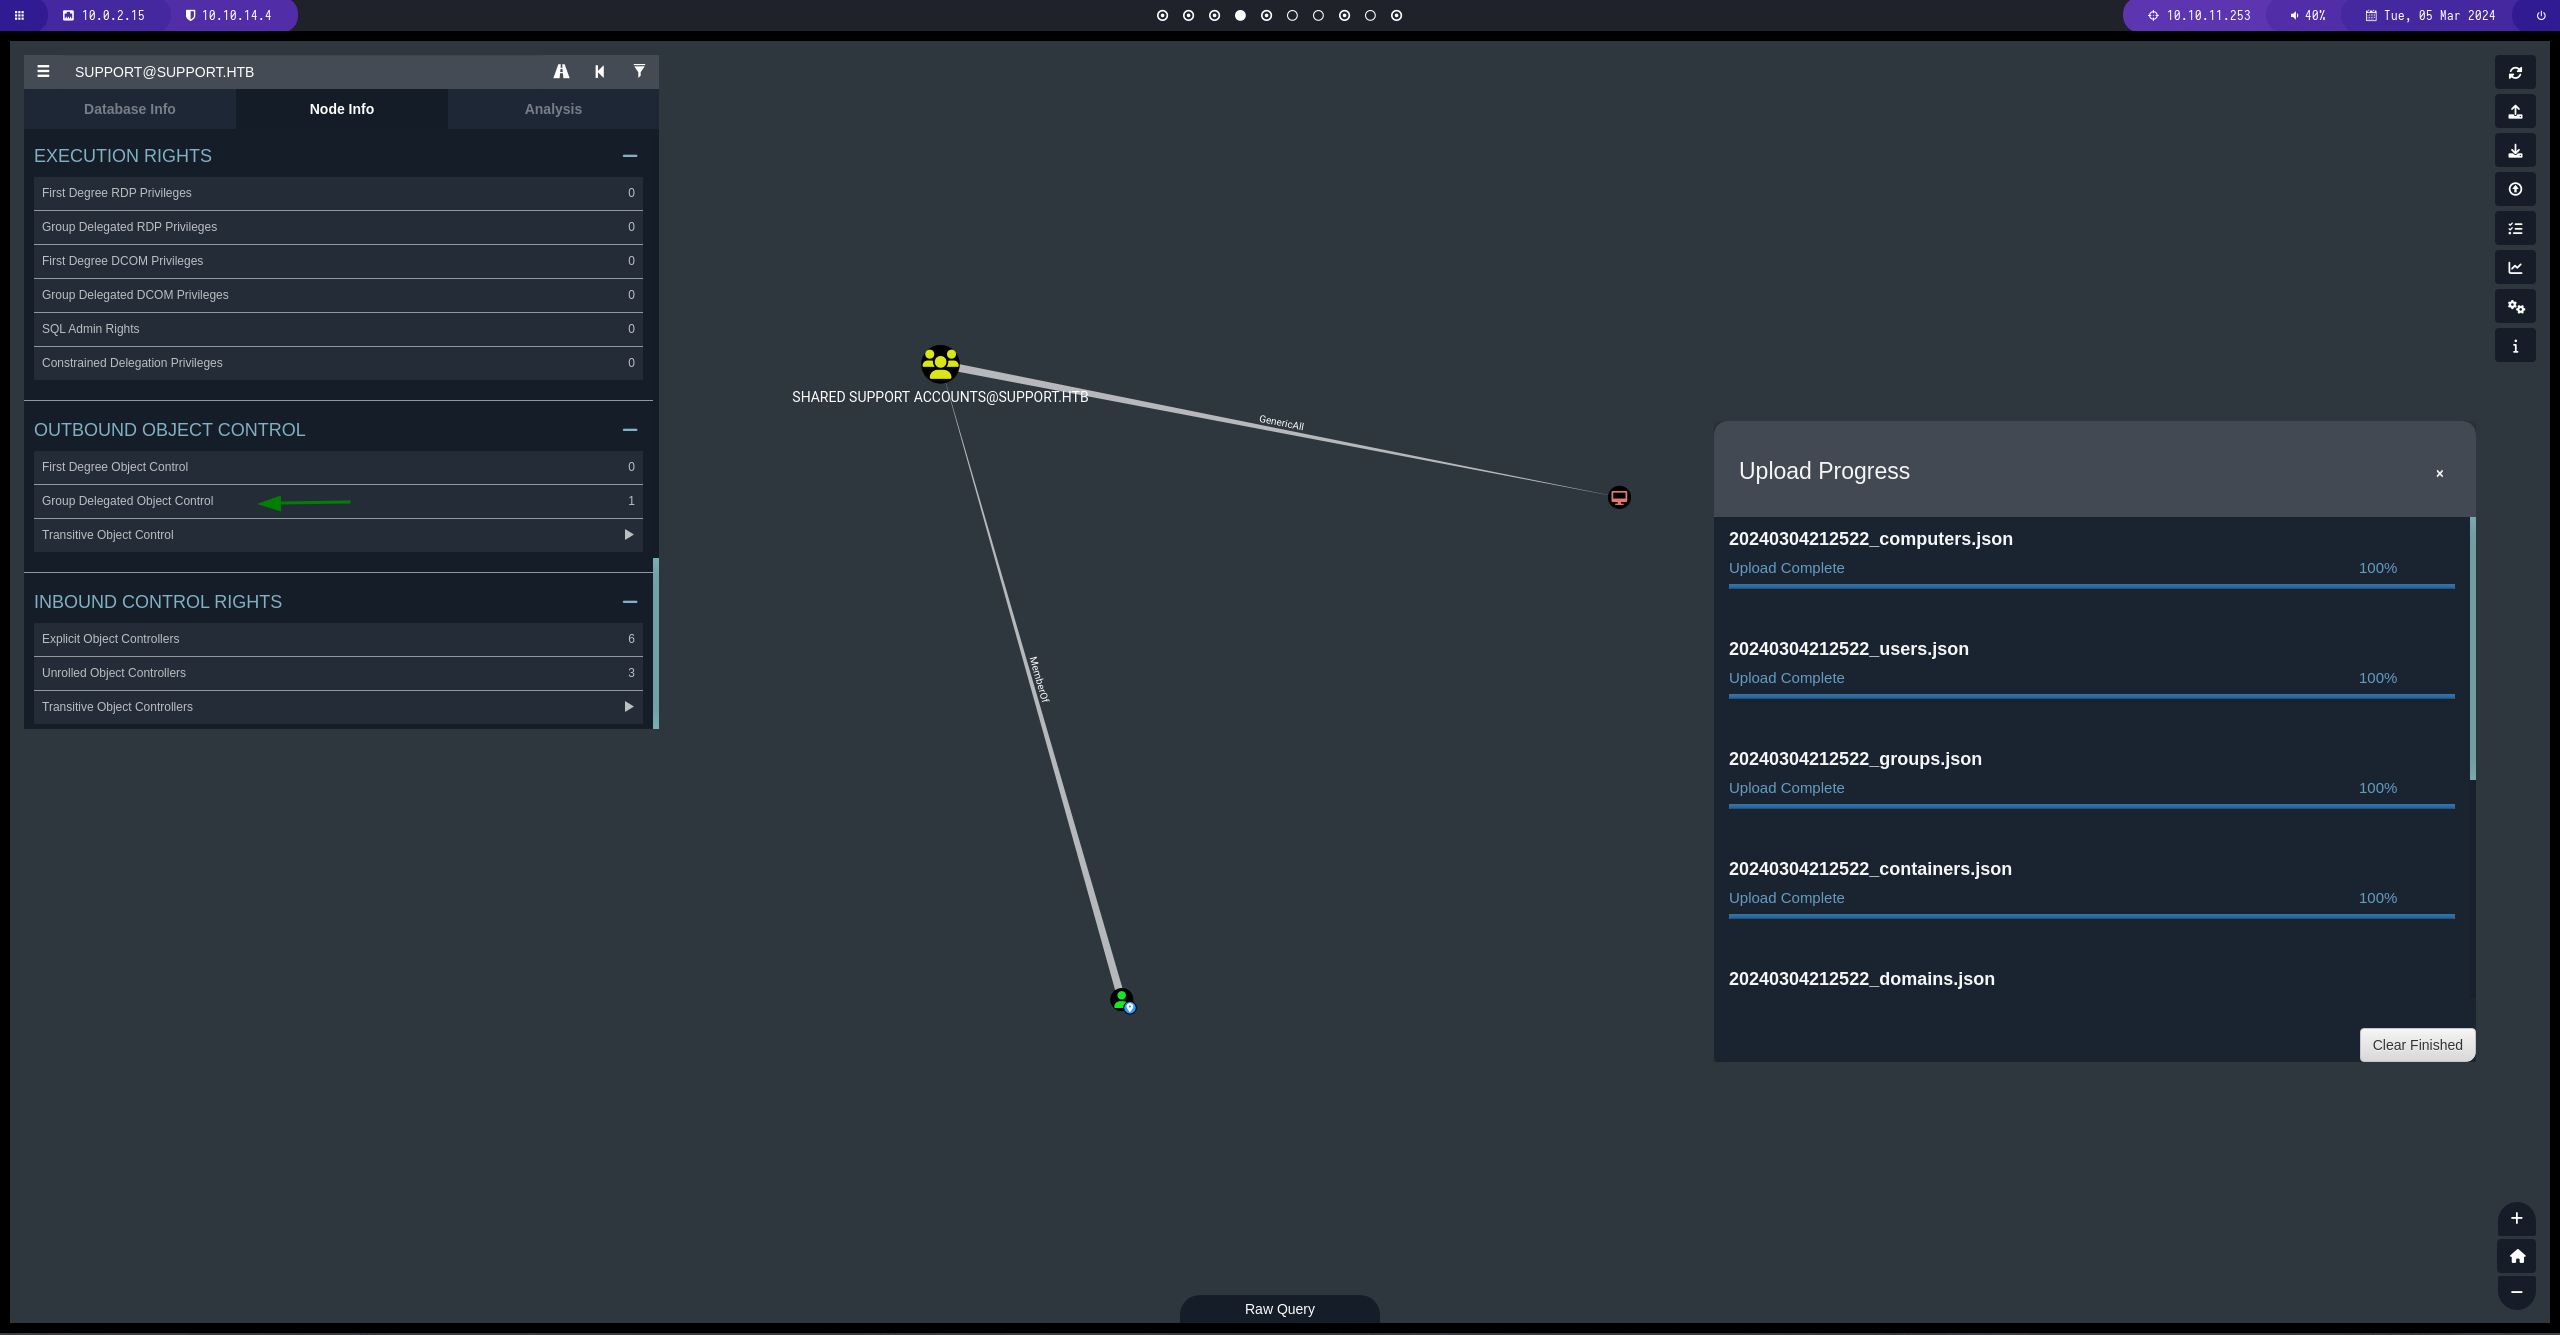 10.0.2.15
10.10.14.4
10.10.11.253
40%
Tue, 05 Mar 2024
SUPPORT@SUPPORT.HTB
Database Info
Node Info
Analysis
EXECUTION RIGHTS
First Degree RDP Privileges 0
Group Delegated RDP Privileges 0
First Degree DCOM Privileges 0
Group Delegated DCOM Privileges 0
SQL Admin Rights 0
Constrained Delegation Privileges 0
OUTBOUND OBJECT CONTROL
First Degree Object Control 0
Group Delegated Object Control 1
Transitive Object Control
INBOUND CONTROL RIGHTS
Explicit Object Controllers 6
Unrolled Object Controllers 3
Transitive Object Controllers
SHARED SUPPORT ACCOUNTS@SUPPORT.HTB
GenericAll
MemberOf
Upload Progress
20240304212522_computers.json
Upload Complete 100%
20240304212522_users.json
Upload Complete 100%
20240304212522_groups.json
Upload Complete 100%
20240304212522_containers.json
Upload Complete 100%
20240304212522_domains.json
Clear Finished
Raw Query